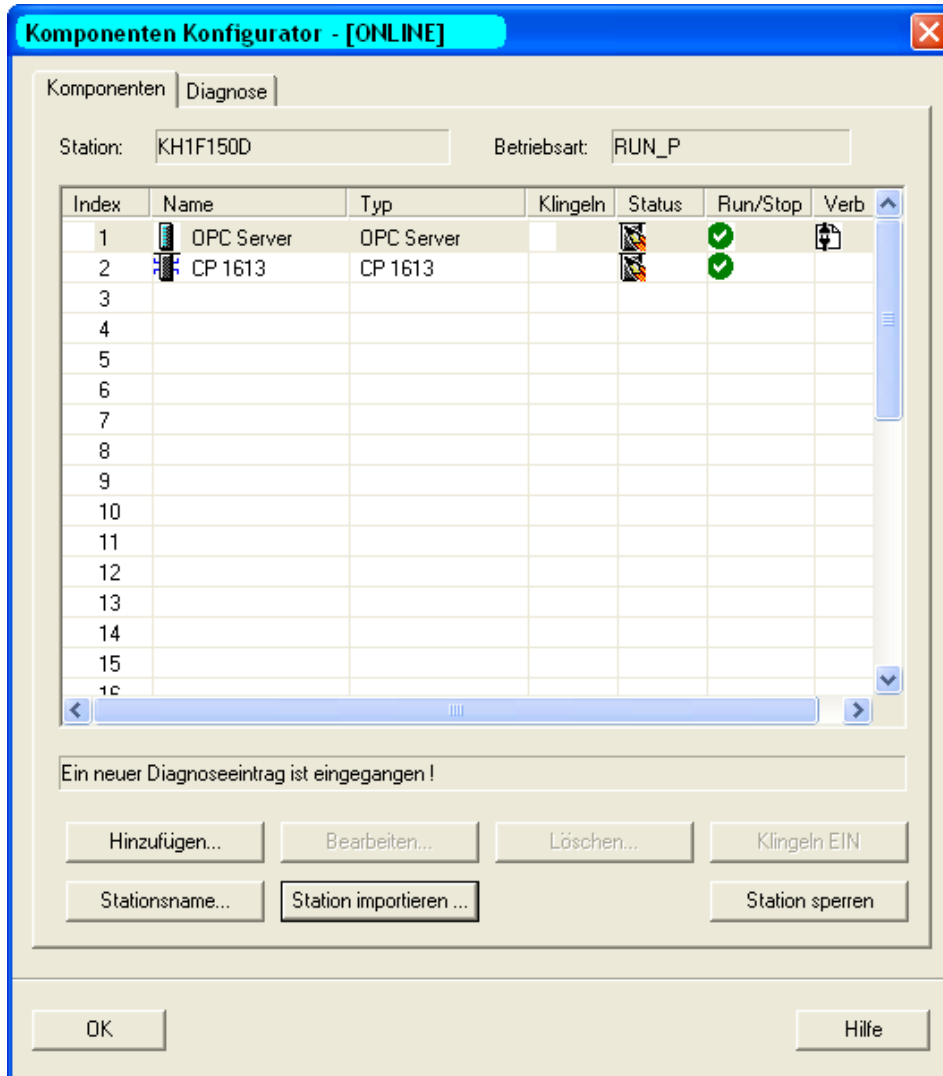 Komponenten Konfigurator - [ONLINE]
Komponenten Diagnose
Station: KH1F150D Betriebsart: RUN_P
Index Name Typ Klingeln Status Run/Stop Verb
1 OPC Server OPC Server
2 CP 1613 CP 1613
3
4
5
6
7
8
9
10
11
12
13
14
15
16
Ein neuer Diagnoseeintrag ist eingegangen !
Hinzufügen... Bearbeiten... Löschen... Klingeln EIN
Stationsname... Station importieren ... Station sperren
OK Hilfe